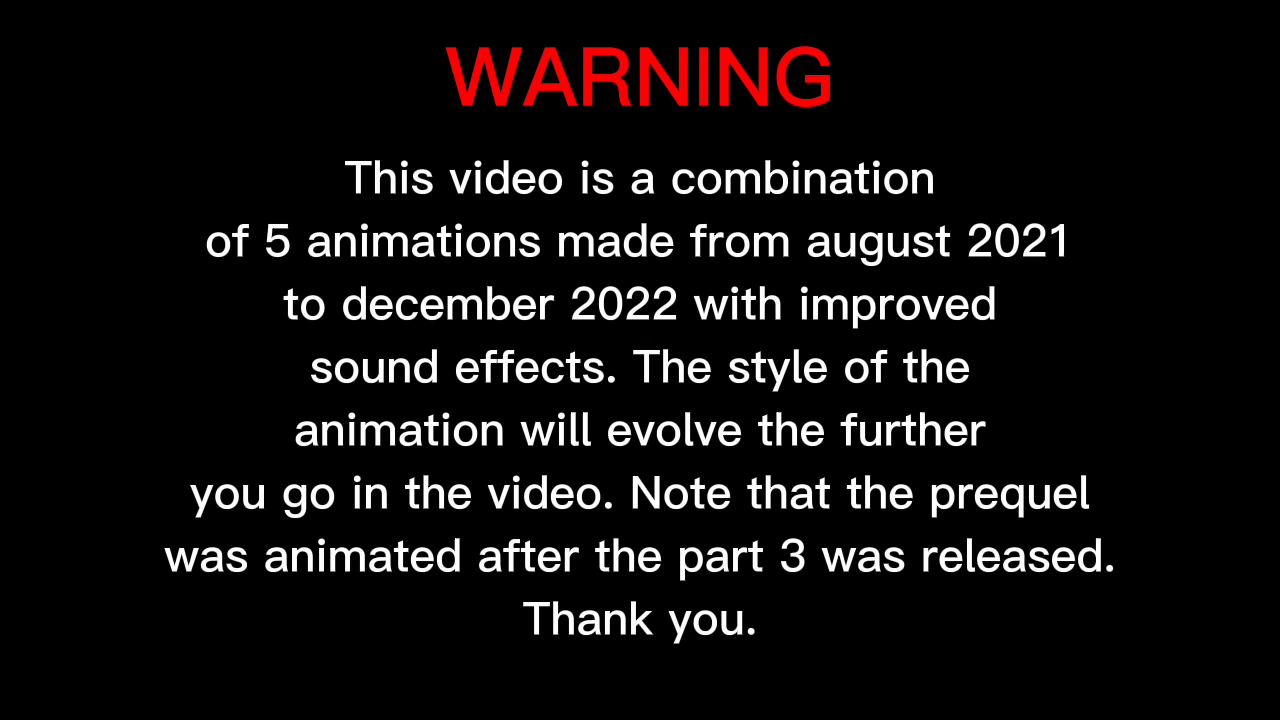 WARNING
This video is a combination
of 5 animations made from august 2021
to december 2022 with improved
sound effects. The style of the
animation will evolve the further
you go in the video. Note that the prequel
was animated after the part 3 was released.
Thank you.